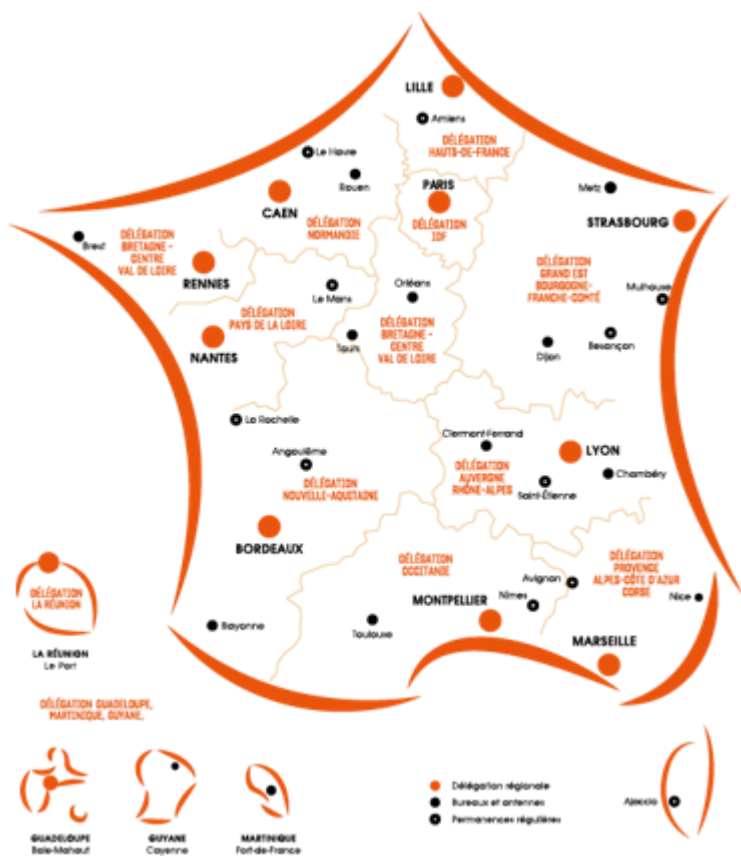 LILLE
Amiens
DÉLÉGATION
HAUTS-DE-FRANCE
Le Havre
Rouen
PARIS
Metz
CAEN
DÉLÉGATION
NORMANDIE
DÉLÉGATION
IDF
STRASBOURG
Brest
DÉLÉGATION
BRETAGNE -
CENTRE
VAL DE LOIRE
RENNES
DÉLÉGATION
GRAND EST
BOURGOGNE-
FRANCHE-COMTÉ
Mulhouse
Le Mans
Orléans
DÉLÉGATION
PAYS DE LA LOIRE
NANTES
Tours
DÉLÉGATION
BRETAGNE -
CENTRE
VAL DE LOIRE
Dijon
Besançon
La Rochelle
Angoulême
Clermont-Ferrand
LYON
DÉLÉGATION
AUVERGNE
RHÔNE-ALPES
Chambéry
Saint-Étienne
DÉLÉGATION
NOUVELLE-AQUITAINE
BORDEAUX
DÉLÉGATION
OCCITANIE
DÉLÉGATION
PROVENCE
ALPES-CÔTE D'AZUR
CORSE
Avignon
Nîmes
Nice
MONTPELLIER
Bayonne
Toulouse
MARSEILLE
DÉLÉGATION
LA RÉUNION
LA RÉUNION
Le Port
DÉLÉGATION GUADELOUPE,
MARTINIQUE, GUYANE,
GUADELOUPE
Baie-Mahaut
GUYANE
Cayenne
MARTINIQUE
Fort-de-France
Délégation régionale
Bureaux et antennes
Permanences régulières
Ajaccio